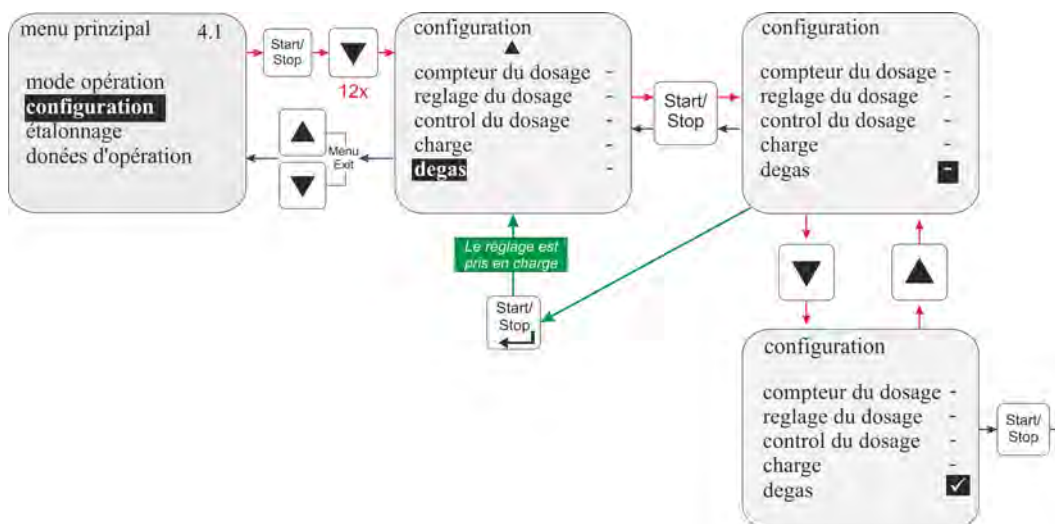 menu prinzipal 4.1
mode opération
configuration
étalonnage
donées d'opération
Start/
Stop
12x
Menu
Exit
configuration
compteur du dosage -
reglage du dosage -
control du dosage -
charge -
degas -
Start/
Stop
configuration
compteur du dosage -
reglage du dosage -
control du dosage -
charge -
degas -
Le réglage est
pris en charge
Start/
Stop
configuration
compteur du dosage -
reglage du dosage -
control du dosage -
charge -
degas ✓
Start/
Stop